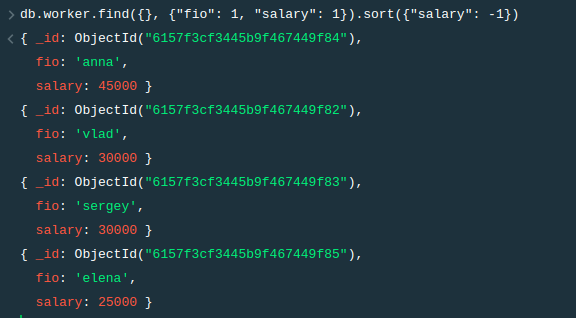 db.worker.find({}, {"fio": 1, "salary": 1}).sort({"salary": -1})
{ _id: ObjectId("6157f3cf3445b9f467449f84"),
fio: 'anna',
salary: 45000 }
{ _id: ObjectId("6157f3cf3445b9f467449f82"),
fio: 'vlad',
salary: 30000 }
{ _id: ObjectId("6157f3cf3445b9f467449f83"),
fio: 'sergey',
salary: 30000 }
{ _id: ObjectId("6157f3cf3445b9f467449f85"),
fio: 'elena',
salary: 25000 }